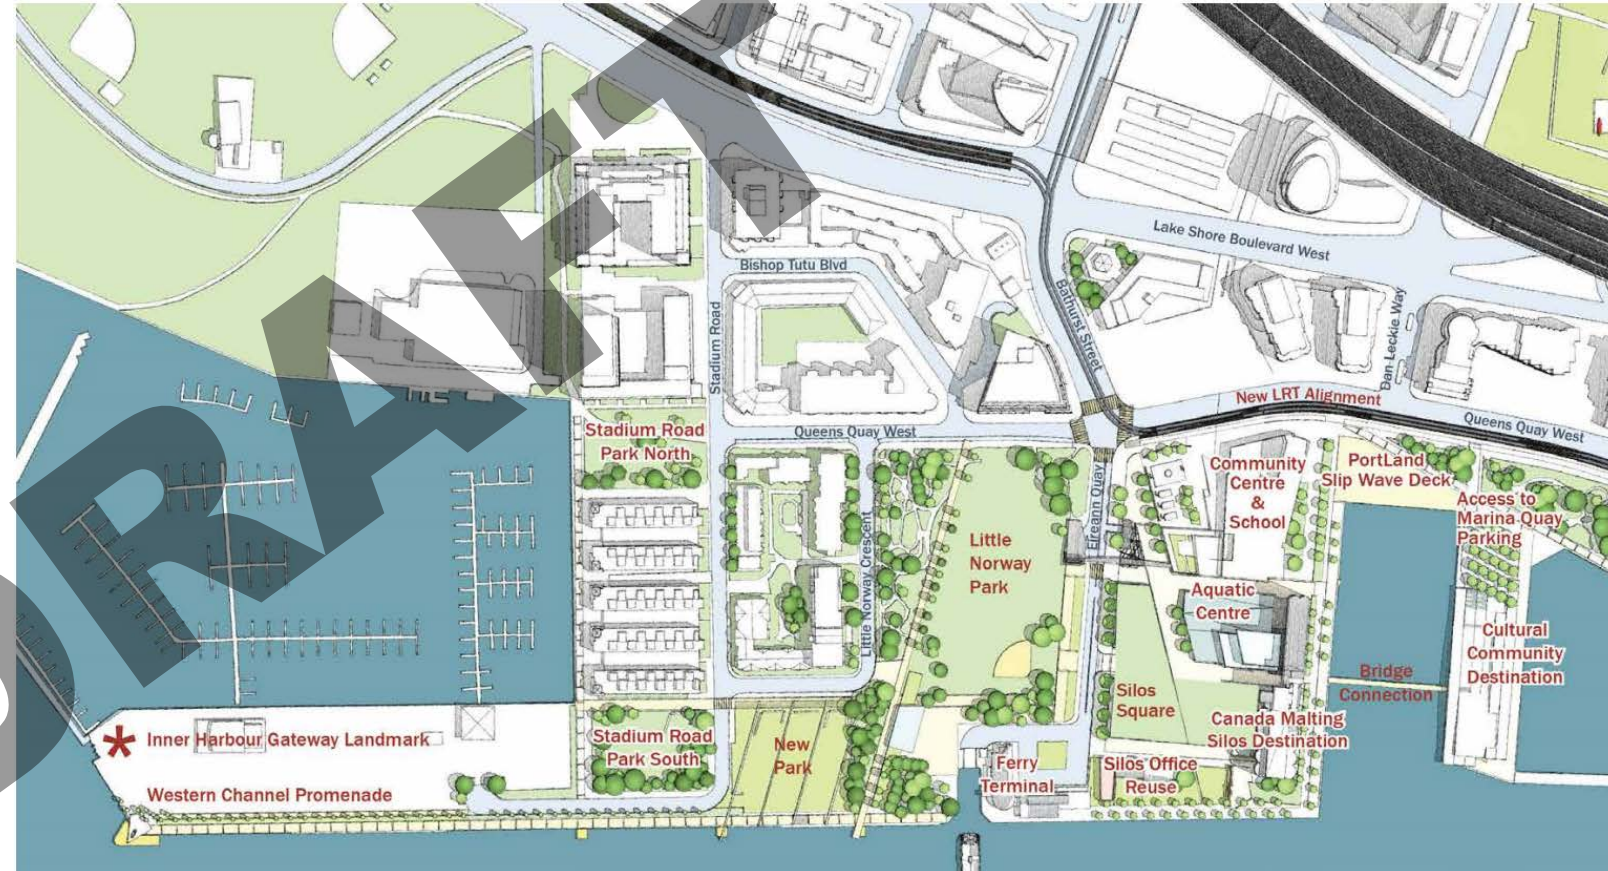 DRAFT
Lake Shore Boulevard West
Bishop Tutu Blvd
Stadium Road
Bathurst Street
Dan Leckie Way
New LRT Alignment
Queens Quay West
Queens Quay West
Stadium Road
Park North
Community
Centre
&
School
PortLand
Slip Wave Deck
Access to
Marina Quay
Parking
Eireann Quay
Little Norway Crescent
Little
Norway
Park
Aquatic
Centre
Cultural
Community
Destination
Bridge
Connection
Silos
Square
Canada Malting
Silos Destination
Inner Harbour Gateway Landmark
Stadium Road
Park South
New
Park
Ferry
Terminal
Silos Office
Reuse
Western Channel Promenade